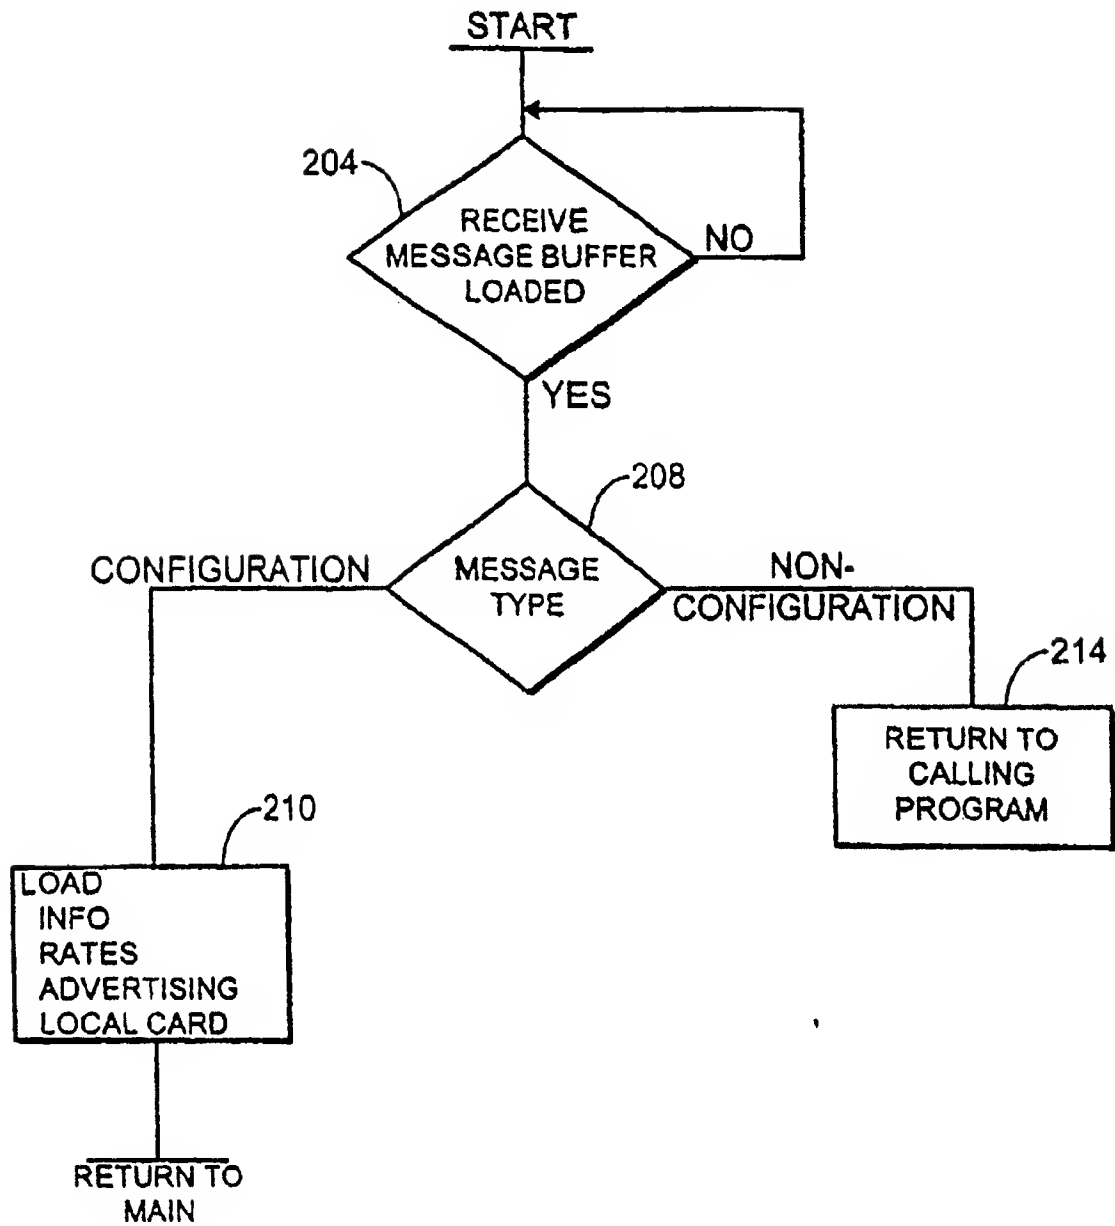 START
204
RECEIVE
MESSAGE BUFFER
LOADED
NO
YES
208
MESSAGE
TYPE
CONFIGURATION
NON-
CONFIGURATION
214
RETURN TO
CALLING
PROGRAM
210
LOAD
INFO
RATES
ADVERTISING
LOCAL CARD
RETURN TO
MAIN